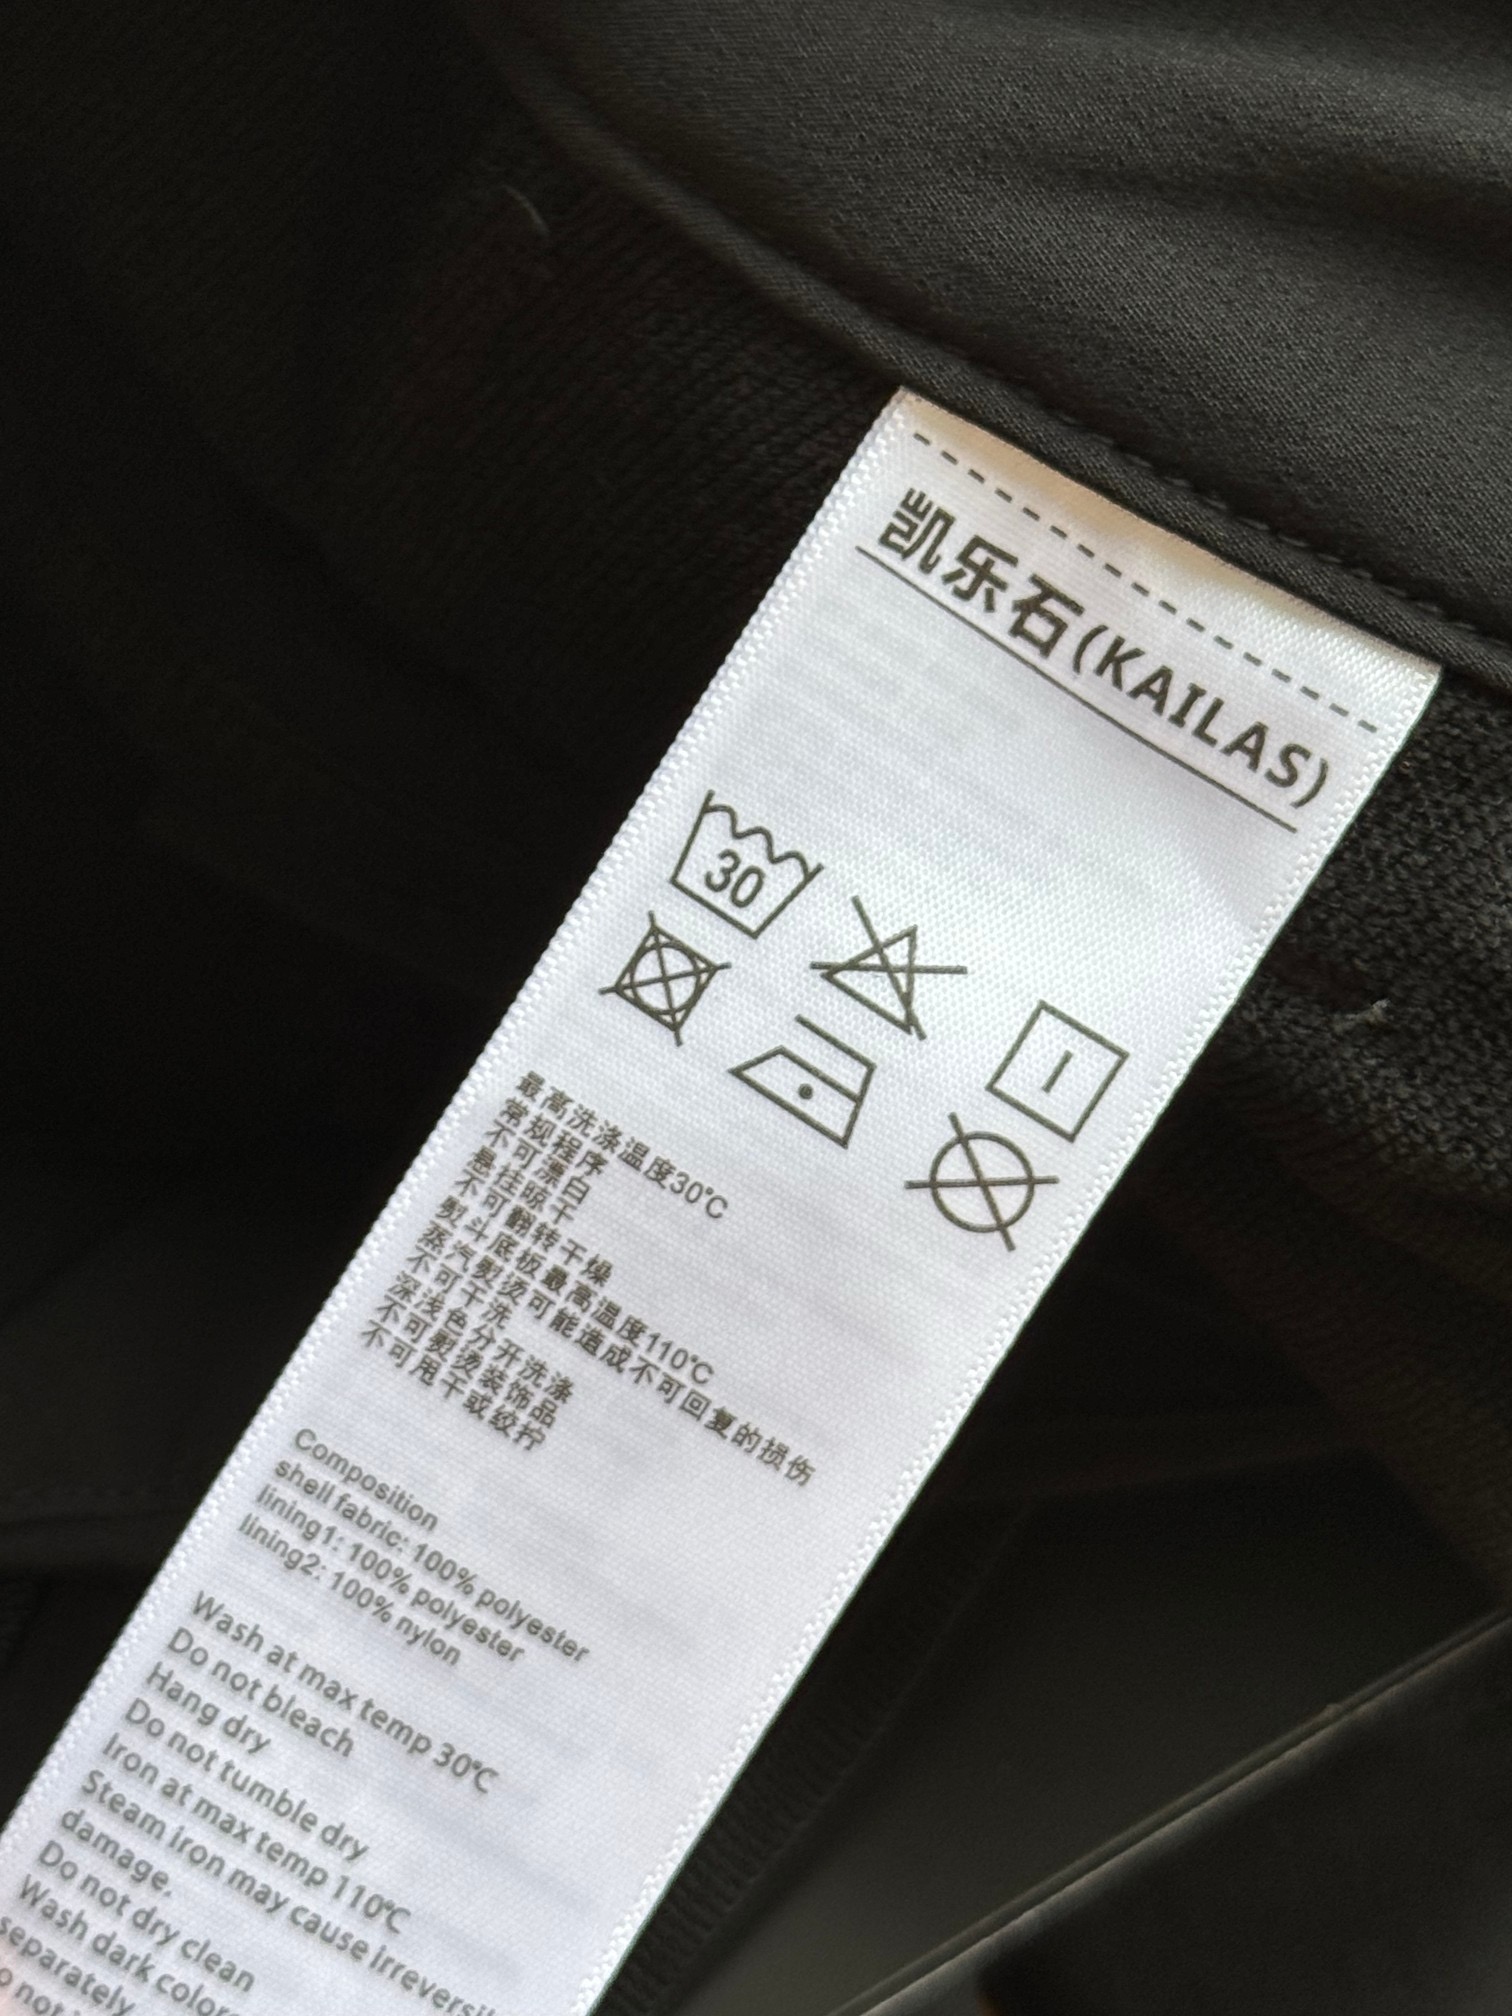 凯乐石(KAILAS)
30
最高洗涤温度30℃
常规程序
不可漂白
悬挂晾干
不可翻转干燥
熨斗底板最高温度110℃
蒸汽熨烫可能造成不可回复的损伤
不可干洗
深浅色分开洗涤
不可熨烫装饰品
不可甩干或绞拧
Composition
shell fabric: 100% polyester
lining1: 100% polyester
lining2: 100% nylon
Wash at max temp 30℃
Do not bleach
Hang dry
Do not tumble dry
Iron at max temp 110℃
Steam iron may cause
damage.
Do not dry clean
Wash dark
separately
not